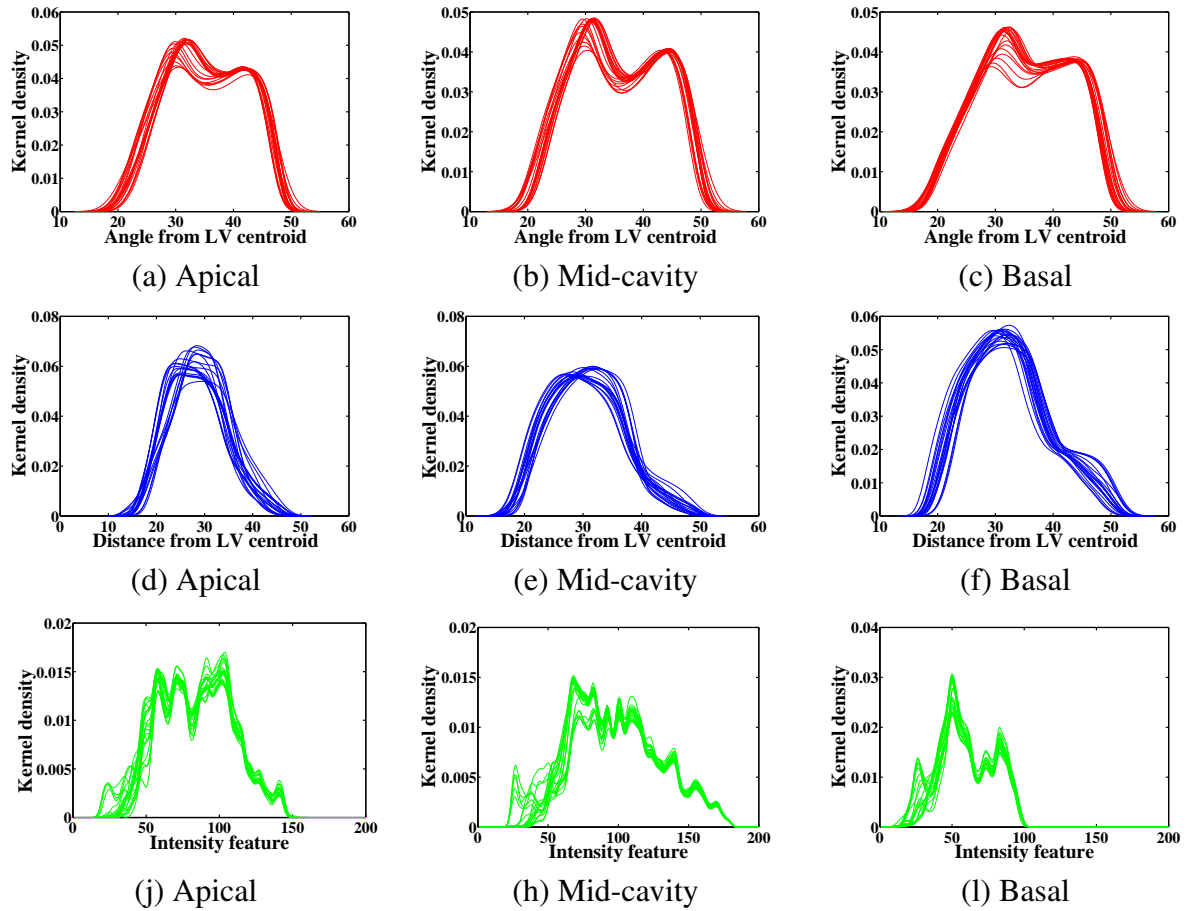 0.06
0.05
0.04
0.03
0.02
0.01
0
10 20 30 40 50 60
Kernel density
Angle from LV centroid
(a) Apical
0.05
0.04
0.03
0.02
0.01
0
10 20 30 40 50 60
Kernel density
Angle from LV centroid
(b) Mid-cavity
0.05
0.04
0.03
0.02
0.01
0
10 20 30 40 50 60
Kernel density
Angle from LV centroid
(c) Basal
0.08
0.06
0.04
0.02
0
0 10 20 30 40 50 60
Kernel density
Distance from LV centroid
(d) Apical
0.08
0.06
0.04
0.02
0
10 20 30 40 50 60
Kernel density
Distance from LV centroid
(e) Mid-cavity
0.06
0.05
0.04
0.03
0.02
0.01
0
10 20 30 40 50 60
Kernel density
Distance from LV centroid
(f) Basal
0.02
0.015
0.01
0.005
0
0 50 100 150 200
Kernel density
Intensity feature
(j) Apical
0.02
0.015
0.01
0.005
0
0 50 100 150 200
Kernel density
Intensity feature
(h) Mid-cavity
0.04
0.03
0.02
0.01
0
0 50 100 150 200
Kernel density
Intensity feature
(l) Basal